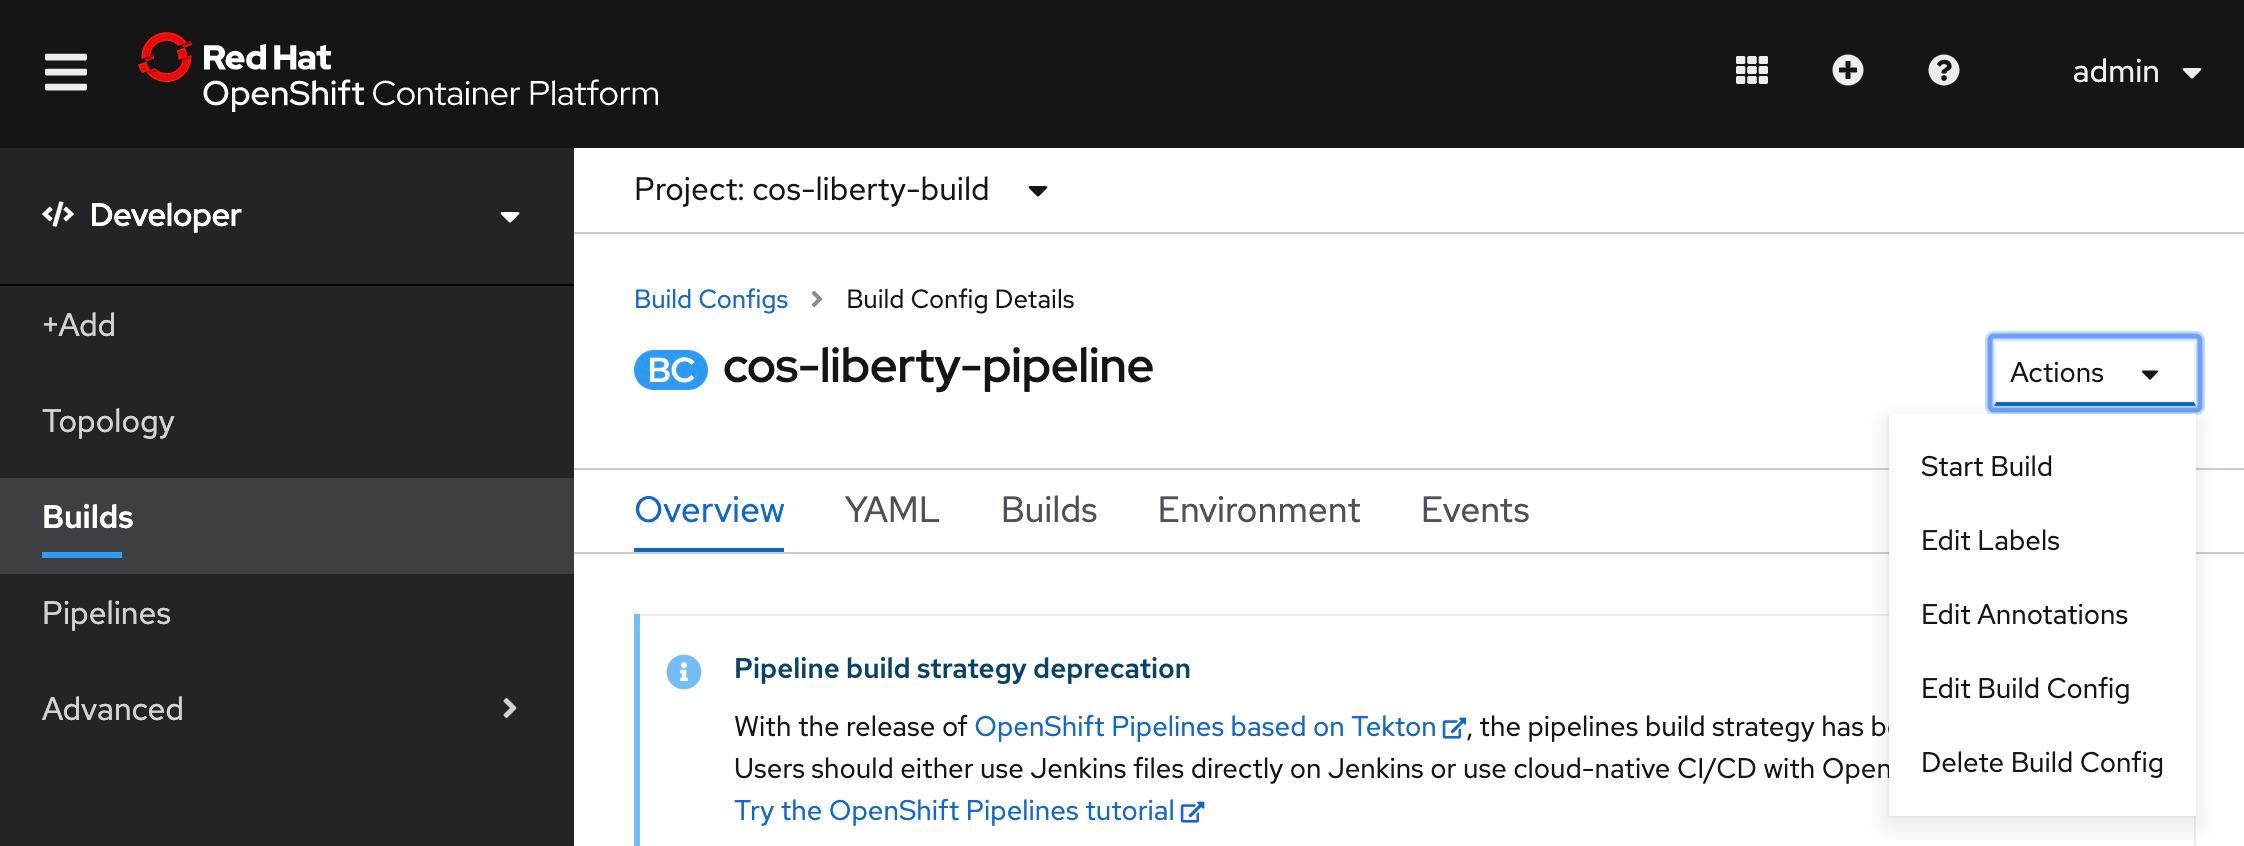 Red Hat
OpenShift Container Platform
admin
Developer
+Add
Topology
Builds
Pipelines
Advanced
Project: cos-liberty-build
Build Configs > Build Config Details
BC cos-liberty-pipeline
Actions
Start Build
Edit Labels
Edit Annotations
Edit Build Config
Delete Build Config
Overview YAML Builds Environment Events
Pipeline build strategy deprecation
With the release of OpenShift Pipelines based on Tekton, the pipelines build strategy has
Users should either use Jenkins files directly on Jenkins or use cloud-native CI/CD with Open
Try the OpenShift Pipelines tutorial